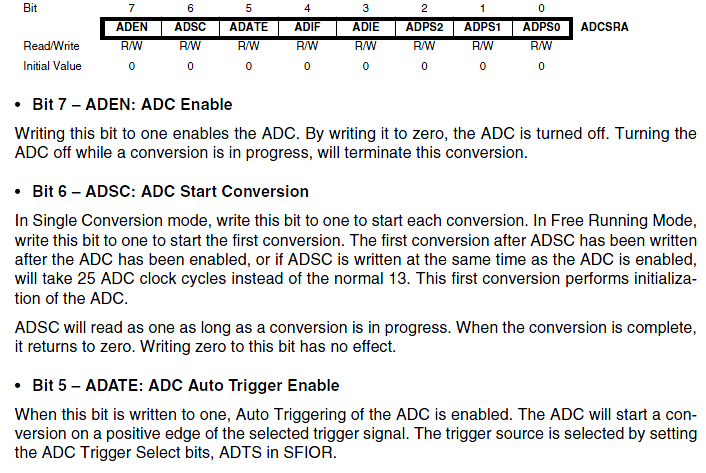 Bit 7 6 5 4 3 2 1 0
ADEN ADSC ADATE ADIF ADIE ADPS2 ADPS1 ADPS0 ADCSRA
Read/Write R/W R/W R/W R/W R/W R/W R/W R/W
Initial Value 0 0 0 0 0 0 0 0
• Bit 7 – ADEN: ADC Enable
Writing this bit to one enables the ADC. By writing it to zero, the ADC is turned off. Turning the
ADC off while a conversion is in progress, will terminate this conversion.
• Bit 6 – ADSC: ADC Start Conversion
In Single Conversion mode, write this bit to one to start each conversion. In Free Running Mode,
write this bit to one to start the first conversion. The first conversion after ADSC has been written
after the ADC has been enabled, or if ADSC is written at the same time as the ADC is enabled,
will take 25 ADC clock cycles instead of the normal 13. This first conversion performs initializa-
tion of the ADC.
ADSC will read as one as long as a conversion is in progress. When the conversion is complete,
it returns to zero. Writing zero to this bit has no effect.
• Bit 5 – ADATE: ADC Auto Trigger Enable
When this bit is written to one, Auto Triggering of the ADC is enabled. The ADC will start a con-
version on a positive edge of the selected trigger signal. The trigger source is selected by setting
the ADC Trigger Select bits, ADTS in SFIOR.